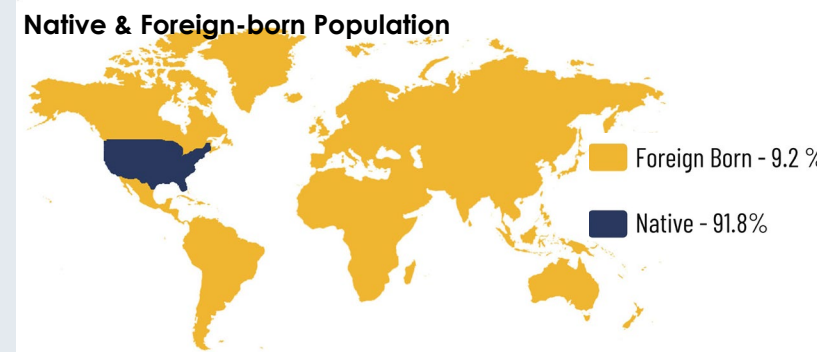 Native & Foreign-born Population
Foreign Born - 9.2 %
Native - 91.8%